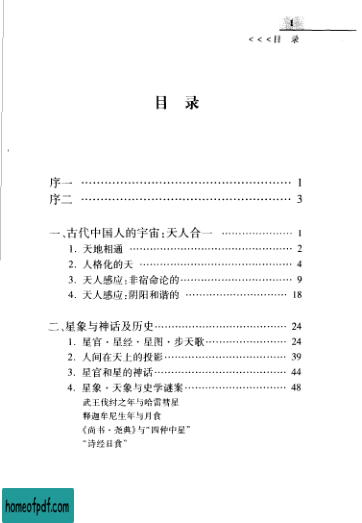 1
<<<目 录
目 录
序一 …………………………………… 1
序二 …………………………………… 3
一、古代中国人的宇宙:天人合一 ………………… 1
1. 天地相通 …………………………… 2
2. 人格化的天 …………………………… 4
3. 天人感应:非宿命论的 …………………… 9
4. 天人感应:阴阳和谐的 …………………… 18
二、星象与神话及历史 ………………………… 24
1. 星官·星经·星图·步天歌 ………………… 24
2. 人间在天上的投影 ………………………… 39
3. 星官和星的神话 ………………………… 44
4. 星象·天象与史学谜案 ……………………… 48
武王伐纣之年与哈雷彗星
释迦牟尼生年与月食
《尚书·尧典》与“四仲中星”
“诗经日食”
homeofpdf.com